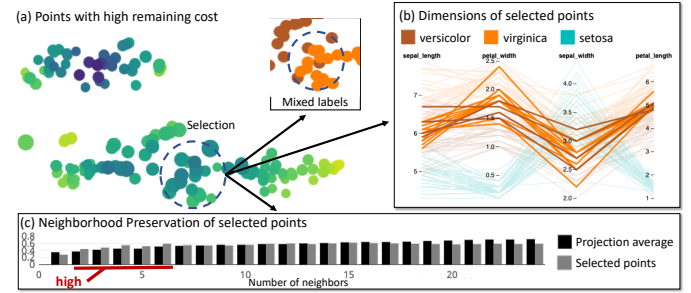 (a) Points with high remaining cost
Mixed labels
Selection
(b) Dimensions of selected points
versicolor virginica setosa
sepal_length petal_width sepal_width petal_length
7 6 5
2.5 2.0 1.5 1.0 0.5
4.0 3.5 3.0 2.5 2.0
6 5 4 3 2 1
(c) Neighborhood Preservation of selected points
0.8
0.6
0.4
0.2
0
0 5 10 15 20
high
Number of neighbors
Projection average
Selected points